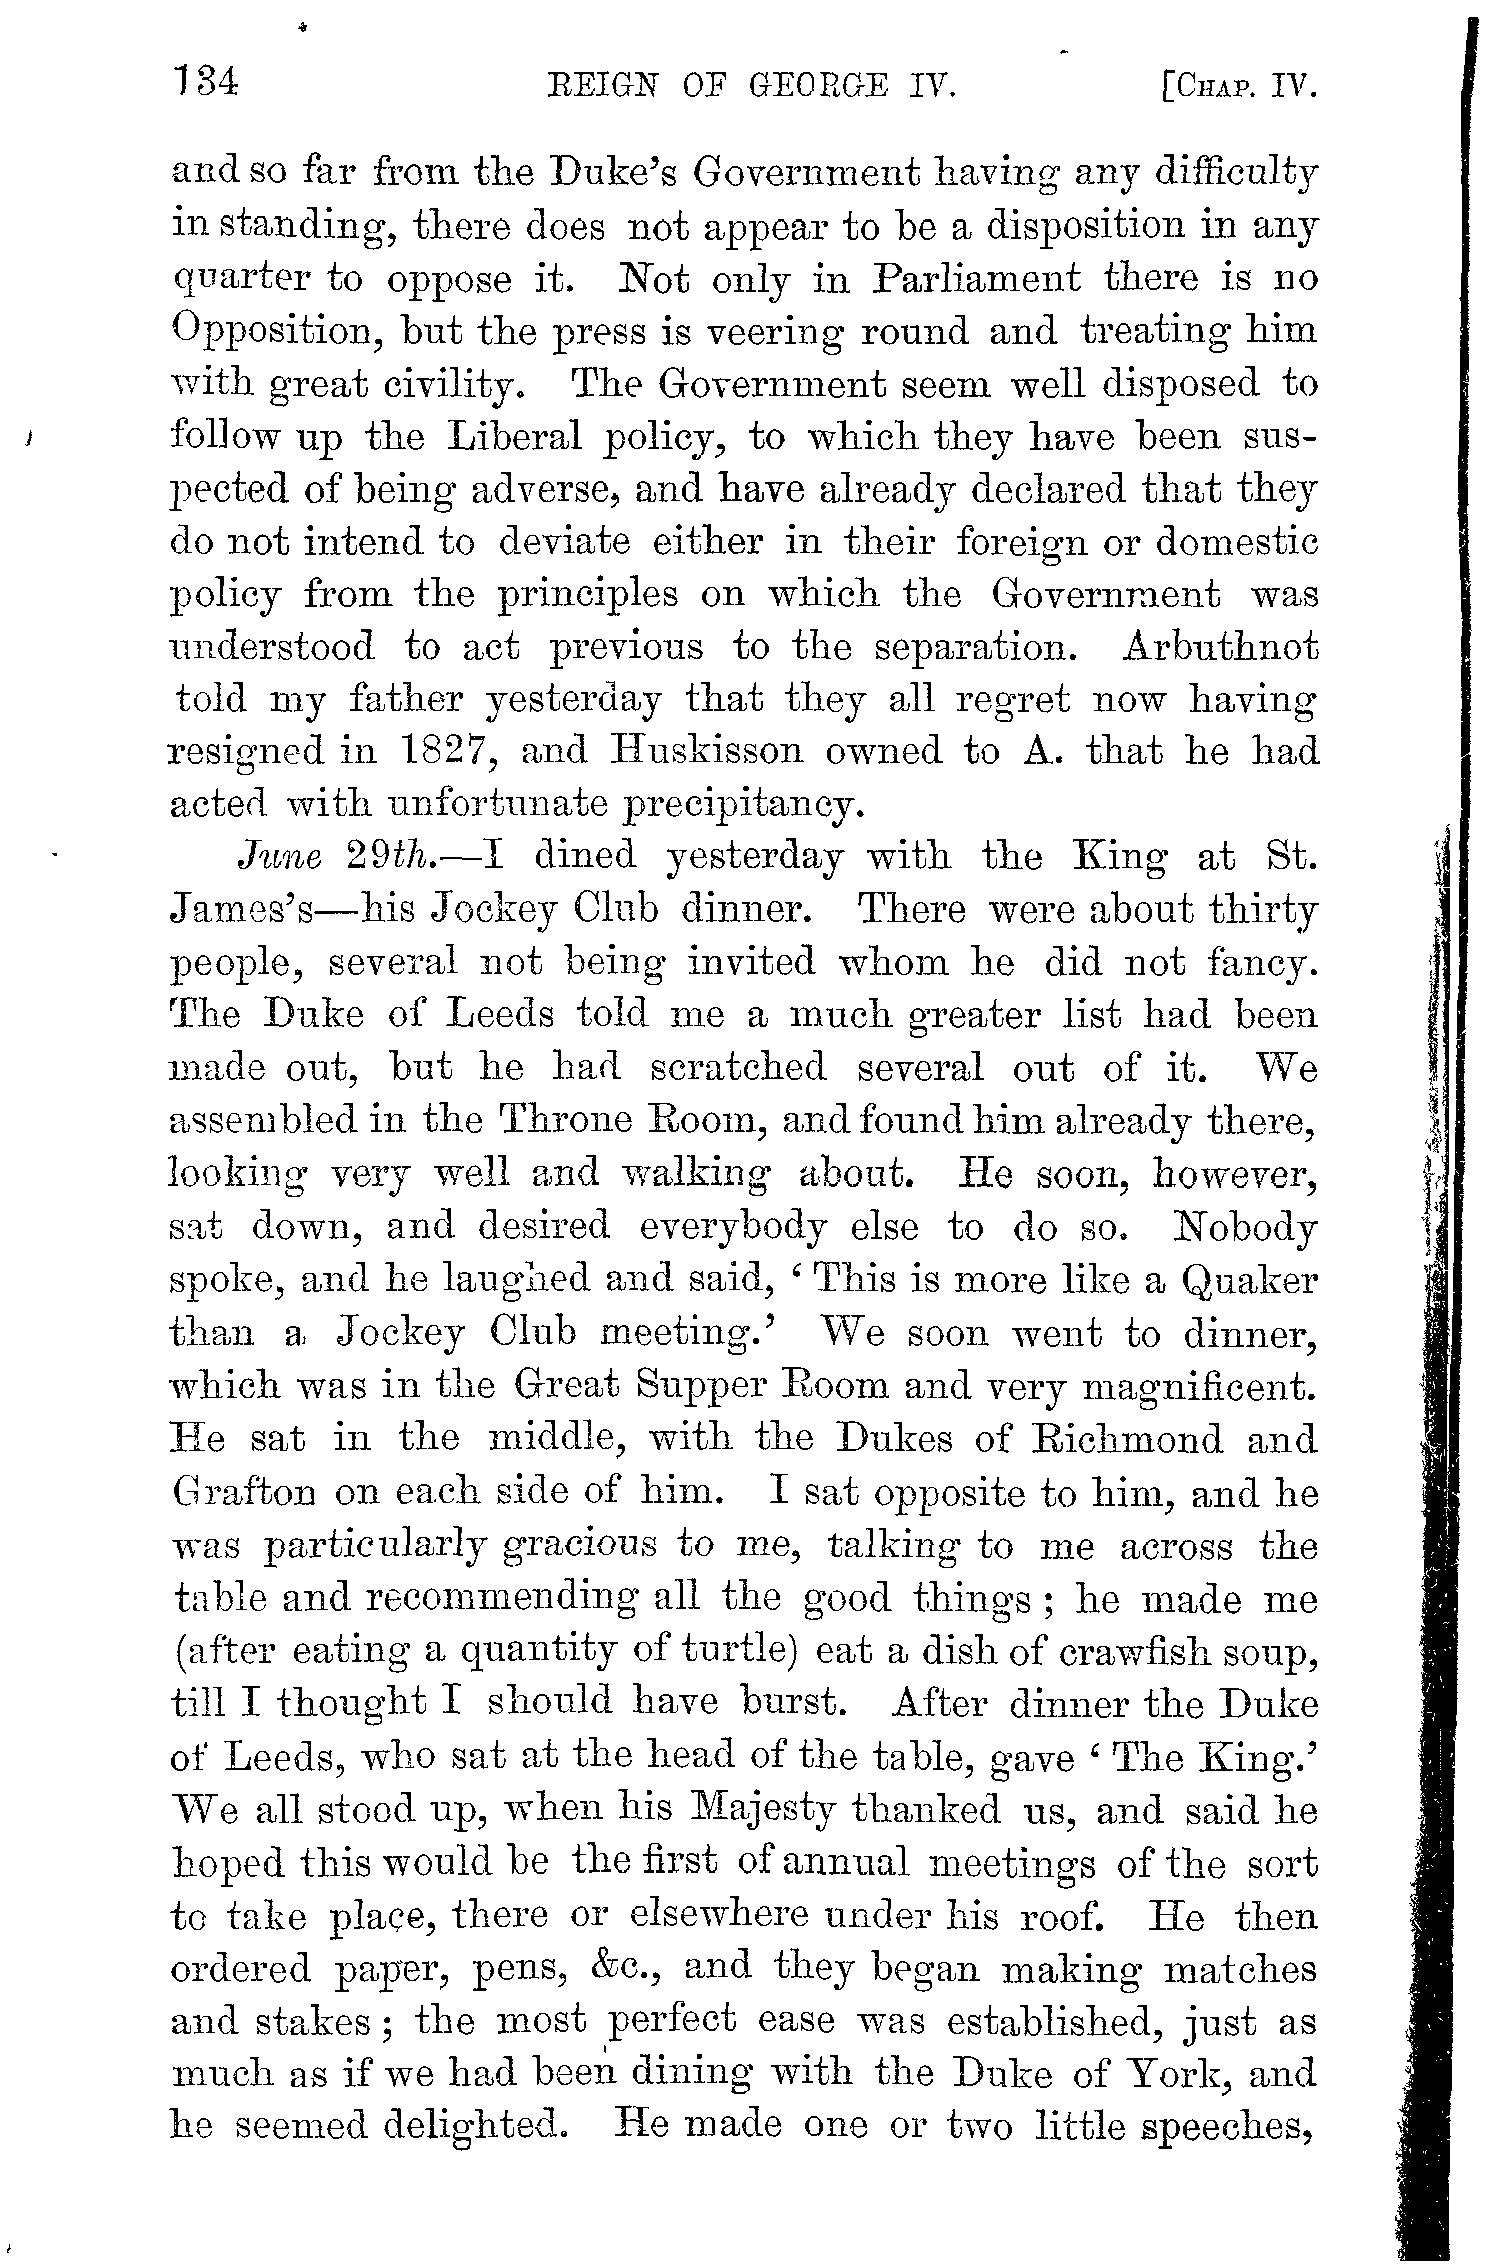 134 REIGN OF GEORGE IV. [CHAP. IV.
and so far from the Duke's Government having any difficulty
in standing, there does not appear to be a disposition in any
quarter to oppose it. Not only in Parliament there is no
Opposition, but the press is veering round and treating him
with great civility. The Government seem well disposed to
follow up the Liberal policy, to which they have been sus-
pected of being adverse, and have already declared that they
do not intend to deviate either in their foreign or domestic
policy from the principles on which the Government was
understood to act previous to the separation. Arbuthnot
told my father yesterday that they all regret now having
resigned in 1827, and Huskisson owned to A. that he had
acted with unfortunate precipitancy.
June 29th.—I dined yesterday with the King at St.
James's—his Jockey Club dinner. There were about thirty
people, several not being invited whom he did not fancy.
The Duke of Leeds told me a much greater list had been
made out, but he had scratched several out of it. We
assembled in the Throne Room, and found him already there,
looking very well and walking about. He soon, however,
sat down, and desired everybody else to do so. Nobody
spoke, and he laughed and said, ‘This is more like a Quaker
than a Jockey Club meeting.’ We soon went to dinner,
which was in the Great Supper Room and very magnificent.
He sat in the middle, with the Dukes of Richmond and
Grafton on each side of him. I sat opposite to him, and he
was particularly gracious to me, talking to me across the
table and recommending all the good things; he made me
(after eating a quantity of turtle) eat a dish of crawfish soup,
till I thought I should have burst. After dinner the Duke
of Leeds, who sat at the head of the table, gave ‘The King.’
We all stood up, when his Majesty thanked us, and said he
hoped this would be the first of annual meetings of the sort
to take place, there or elsewhere under his roof. He then
ordered paper, pens, &c., and they began making matches
and stakes; the most perfect ease was established, just as
much as if we had been dining with the Duke of York, and
he seemed delighted. He made one or two little speeches,